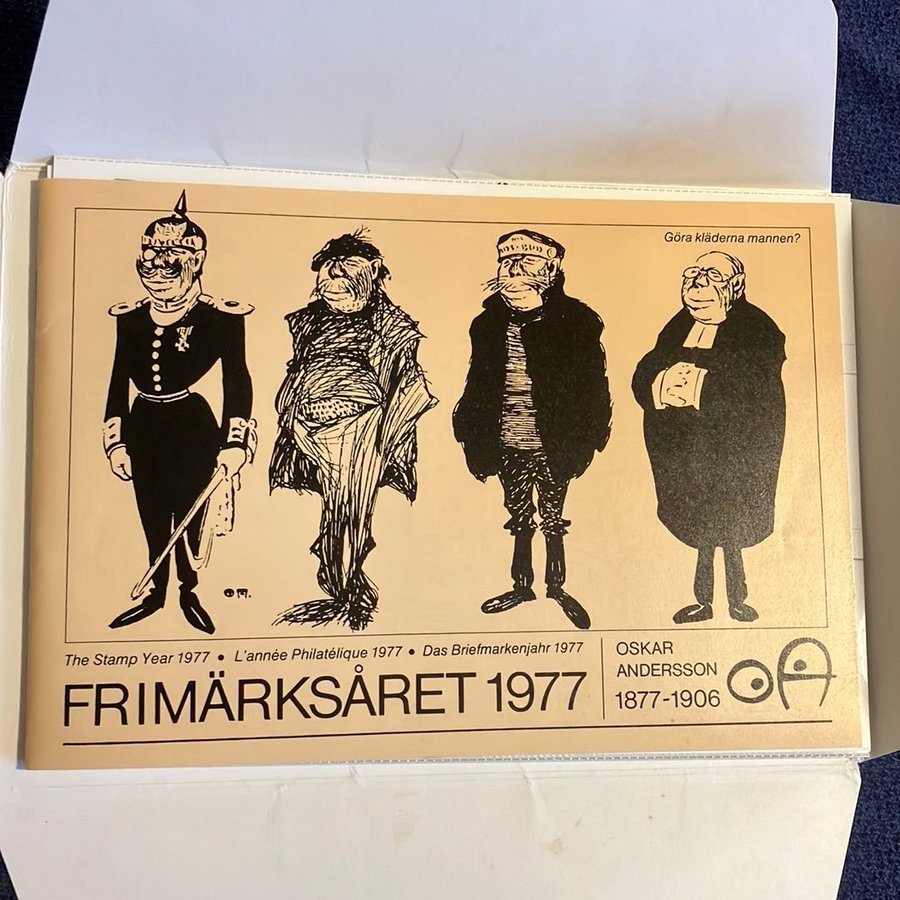 Göra kläderna mannen?
OA.
The Stamp Year 1977 • L'année Philatélique 1977 • Das Briefmarkenjahr 1977
FRIMÄRKSÅRET 1977
OSKAR
ANDERSSON
1877-1906
OA